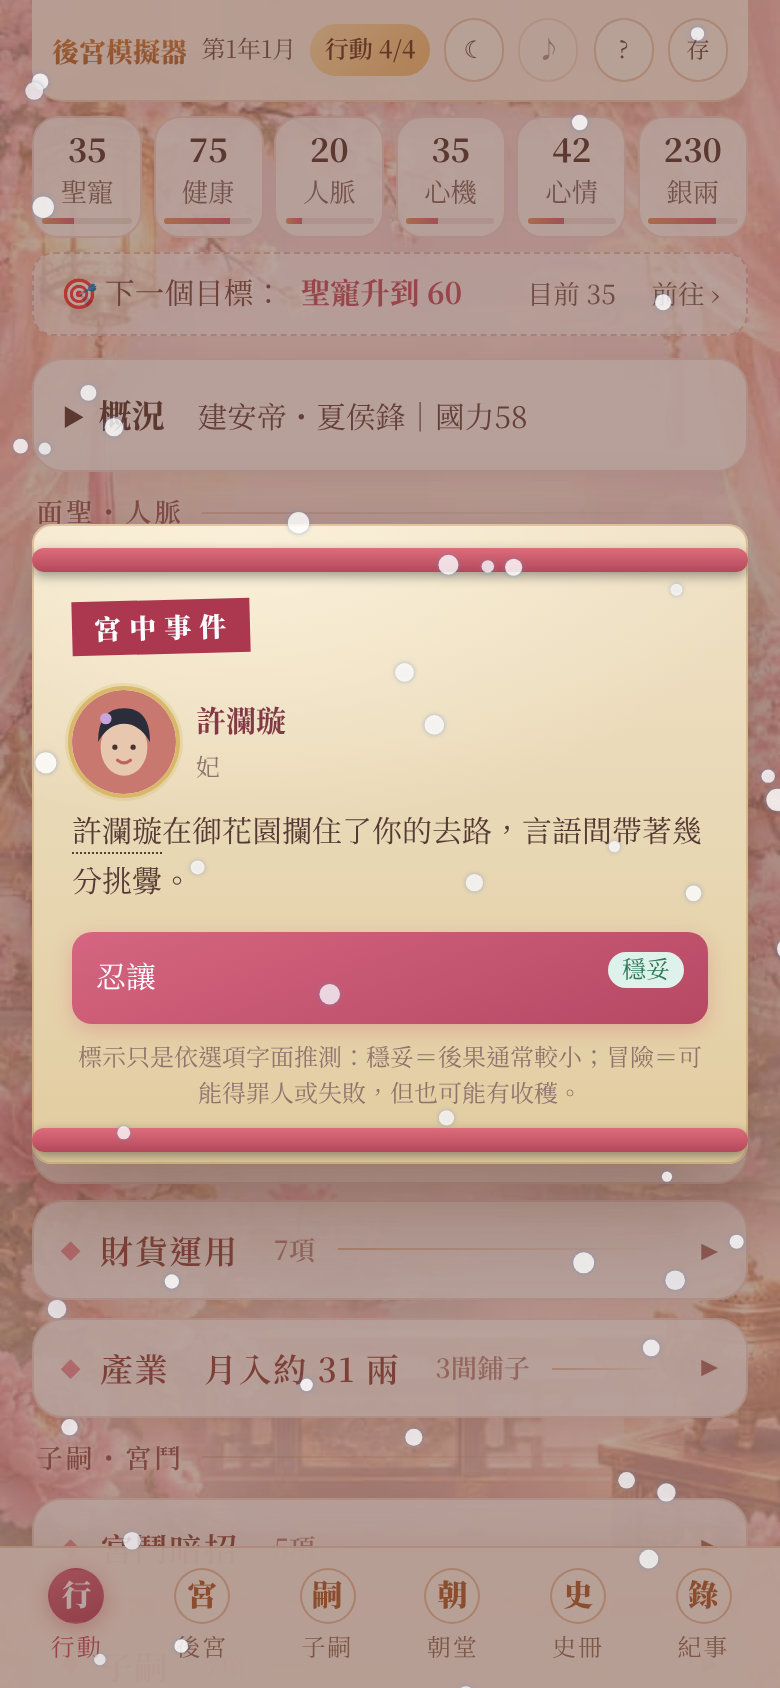 後宮模擬器 第1年1月 行動 4/4 ☾ ♪ ? 存
35 75 20 35 42 230
聖寵 健康 人脈 心機 心情 銀兩
🎯 下一個目標： 聖寵升到 60 目前 35 前往 ›
▶ 概況 建安帝・夏侯鋒｜國力58
面聖・人脈
宮中事件
許瀾璇
妃
許瀾璇在御花園攔住了你的去路，言語間帶著幾
分挑釁。
忍讓 穩妥
標示只是依選項字面推測：穩妥＝後果通常較小；冒險＝可
能得罪人或失敗，但也可能有收穫。
◆ 財貨運用 7項 ▶
◆ 產業 月入約 31 兩 3間鋪子 ▶
子嗣・宮鬥
宮鬥暗招 5項
行 宮 嗣 朝 史 錄
行動 後宮 子嗣 朝堂 史冊 紀事